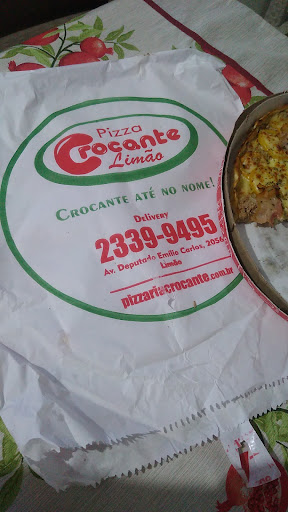 Pizza
Crocante
Limão
CROCANTE ATÉ NO NOME!
Delivery
2339-9495
Av. Deputado Emílio Carlos, 2056
Limão
pizzariacrocante.com.br